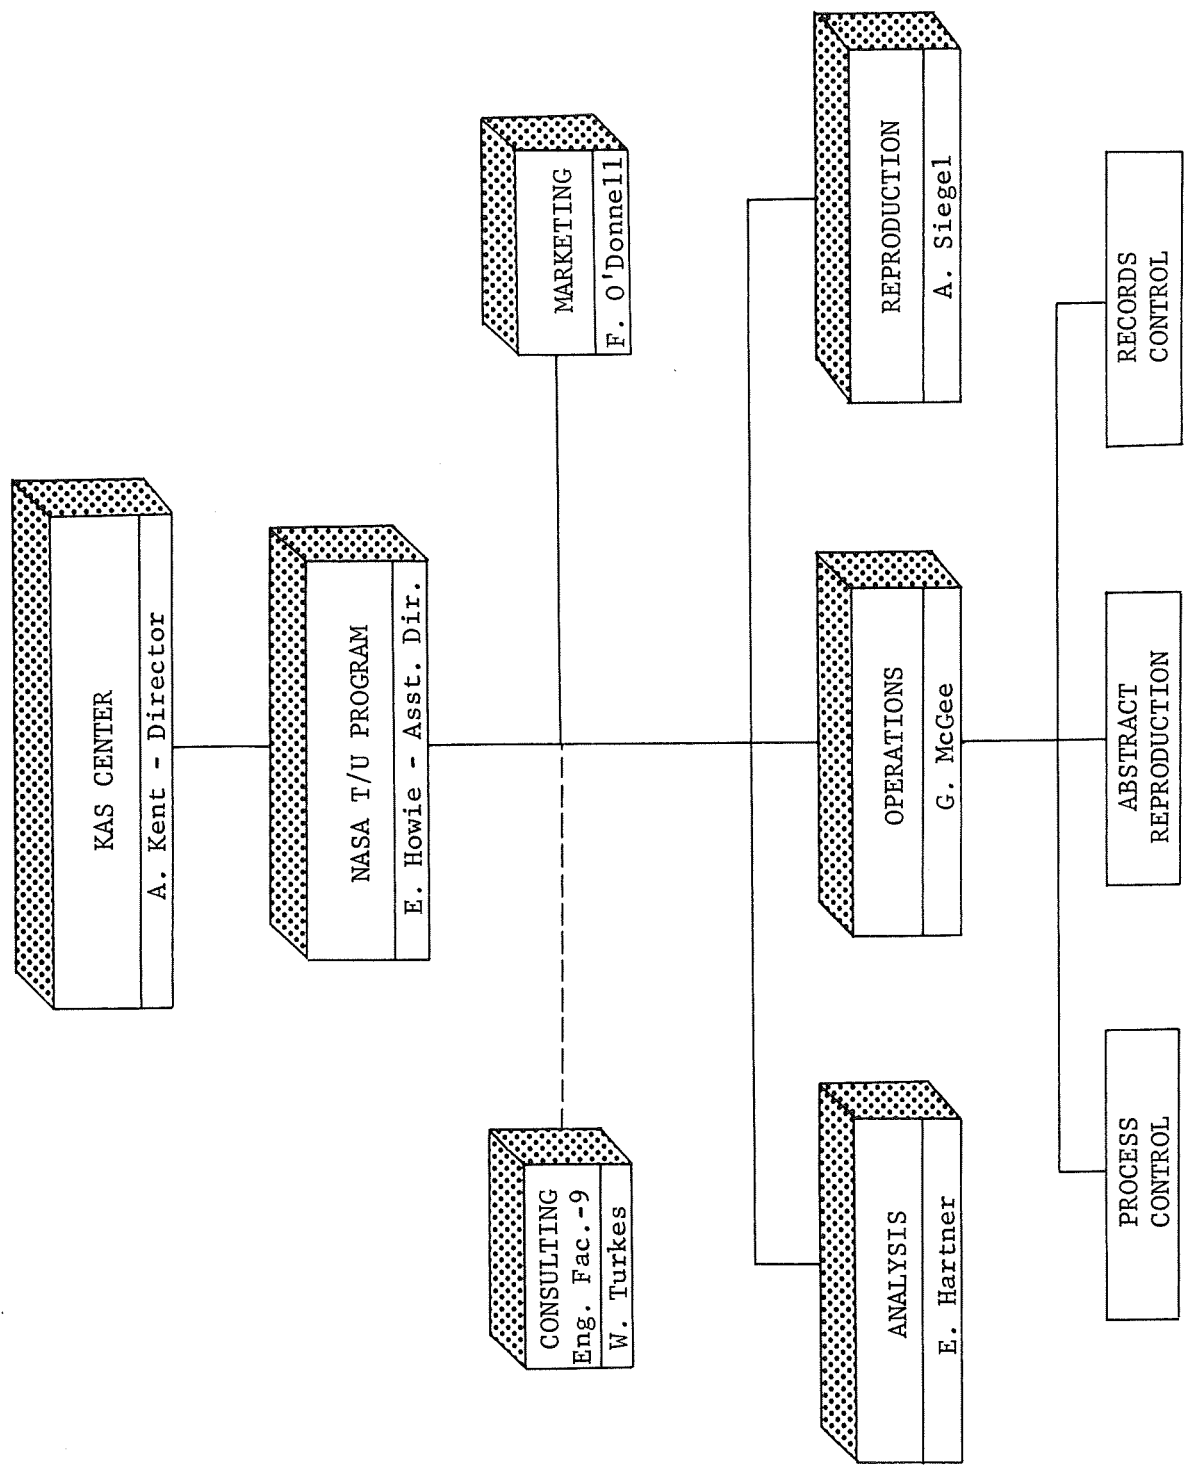 KAS CENTER
A. Kent - Director
NASA T/U PROGRAM
E. Howie - Asst. Dir.
CONSULTING
Eng. Fac.-9
W. Turkes
MARKETING
F. O'Donnell
ANALYSIS
E. Hartner
OPERATIONS
G. McGee
REPRODUCTION
A. Siegel
PROCESS
CONTROL
ABSTRACT
REPRODUCTION
RECORDS
CONTROL